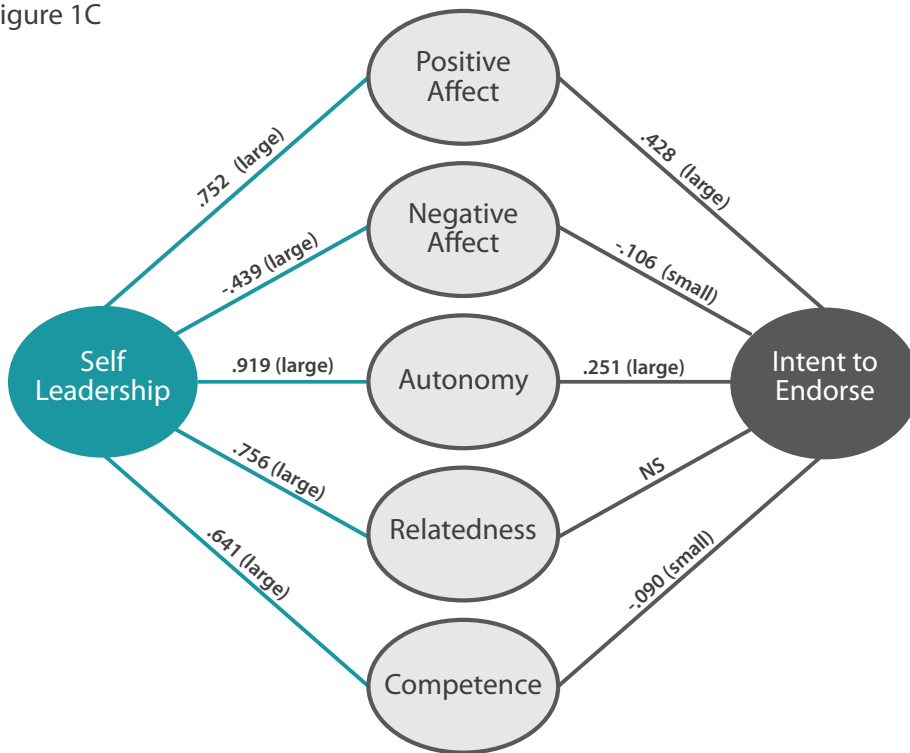 igure 1C
Positive
Affect
.752 (large)
.428 (large)
Negative
Affect
-.439 (large)
-.106 (small)
Self
Leadership
.919 (large)
Autonomy
.251 (large)
Intent to
Endorse
.756 (large)
NS
Relatedness
.641 (large)
-.090 (small)
Competence